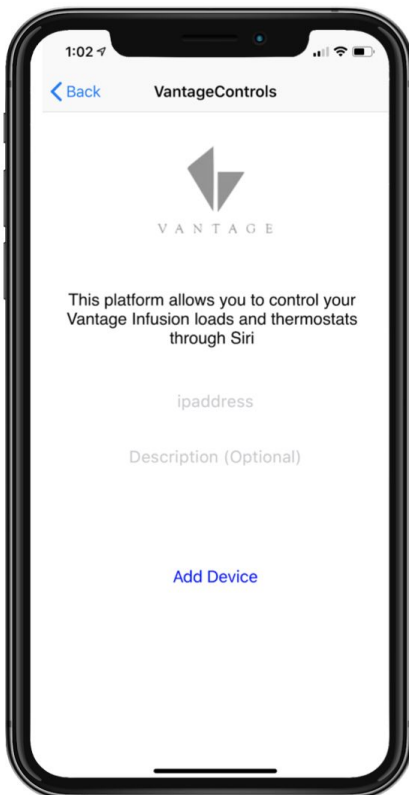 1:02
Back VantageControls
VANTAGE
This platform allows you to control your
Vantage Infusion loads and thermostats
through Siri
ipaddress
Description (Optional)
Add Device